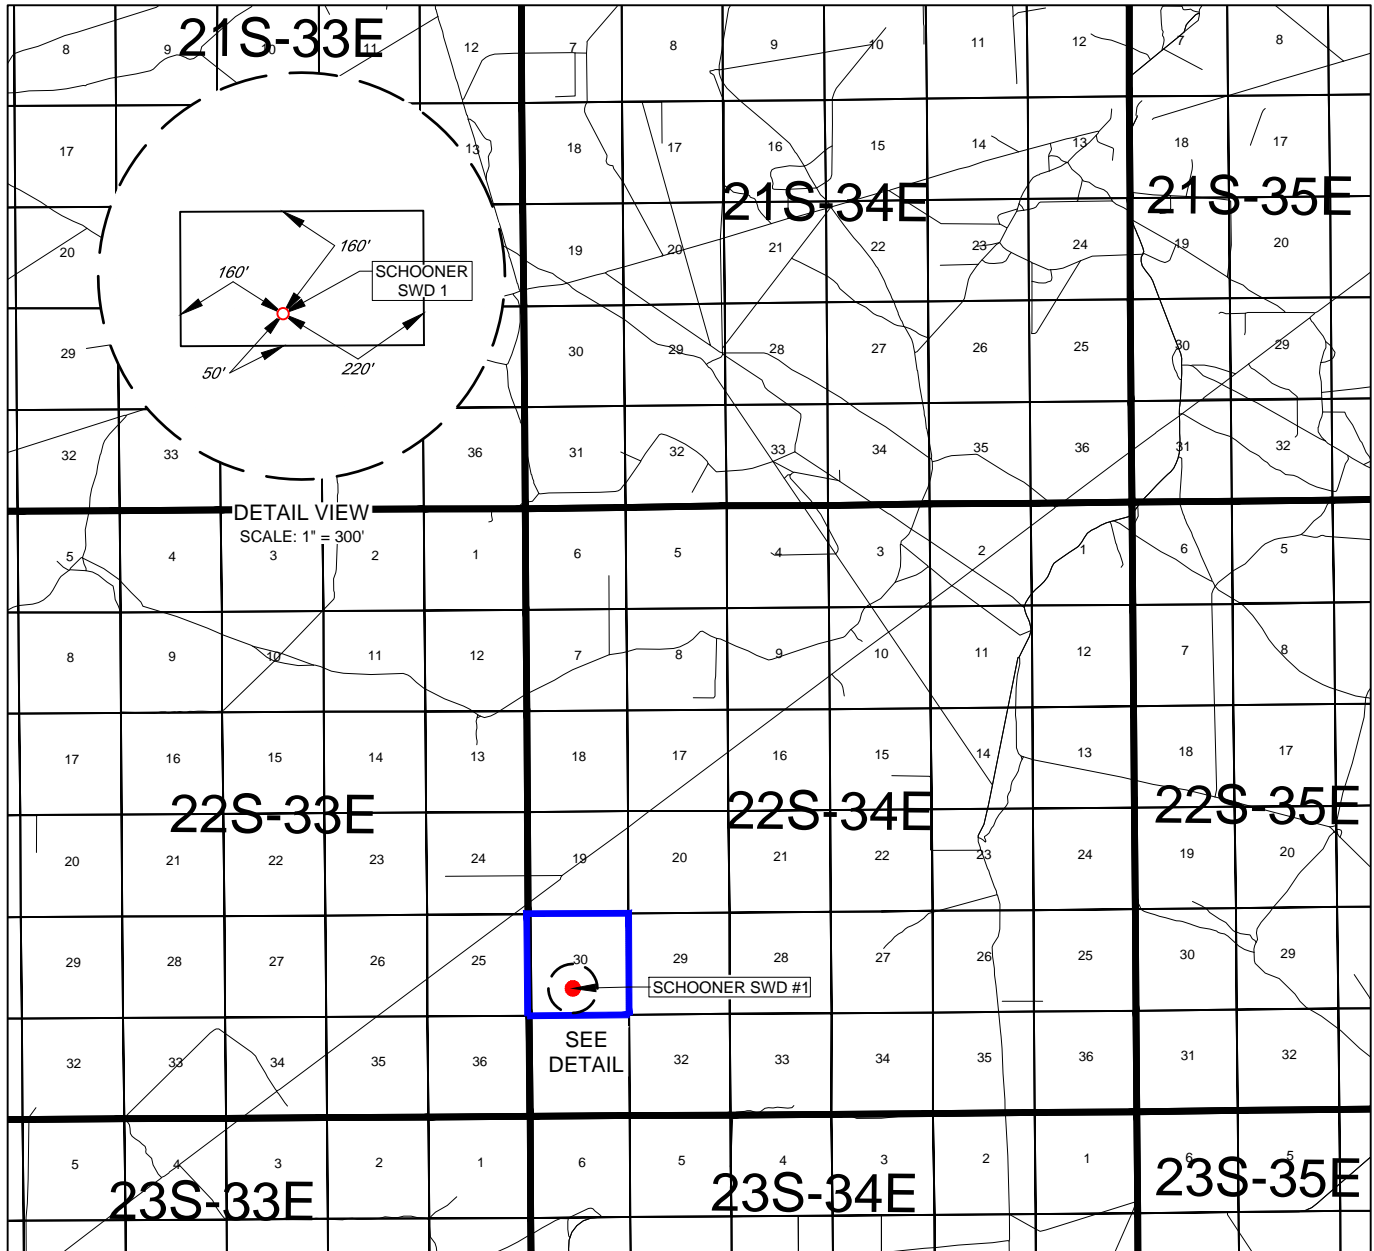 21S-33E
8 9 10 11 12 7 8 9 10 11 12 7 8
17 13 18 17 16 15 14 13 18 17
21S-34E 21S-35E
20 19 20 21 22 23 24 19 20
160'
160'
SCHOONER
SWD 1
50'
220'
29 30 29 28 27 26 25 30 29
32 33 36 31 32 33 34 35 36 31 32
DETAIL VIEW
SCALE: 1" = 300'
5 4 3 2 1 6 5 4 3 2 1 6 5
8 9 10 11 12 7 8 9 10 11 12 7 8
17 16 15 14 13 18 17 16 15 14 13 18 17
22S-33E 22S-34E 22S-35E
20 21 22 23 24 19 20 21 22 23 24 19 20
29 28 27 26 25 30 29 28 27 26 25 30 29
SCHOONER SWD #1
SEE
DETAIL
32 33 34 35 36 32 33 34 35 36 31 32
5 4 3 2 1 6 5 4 3 2 1 6 5
23S-33E 23S-34E 23S-35E